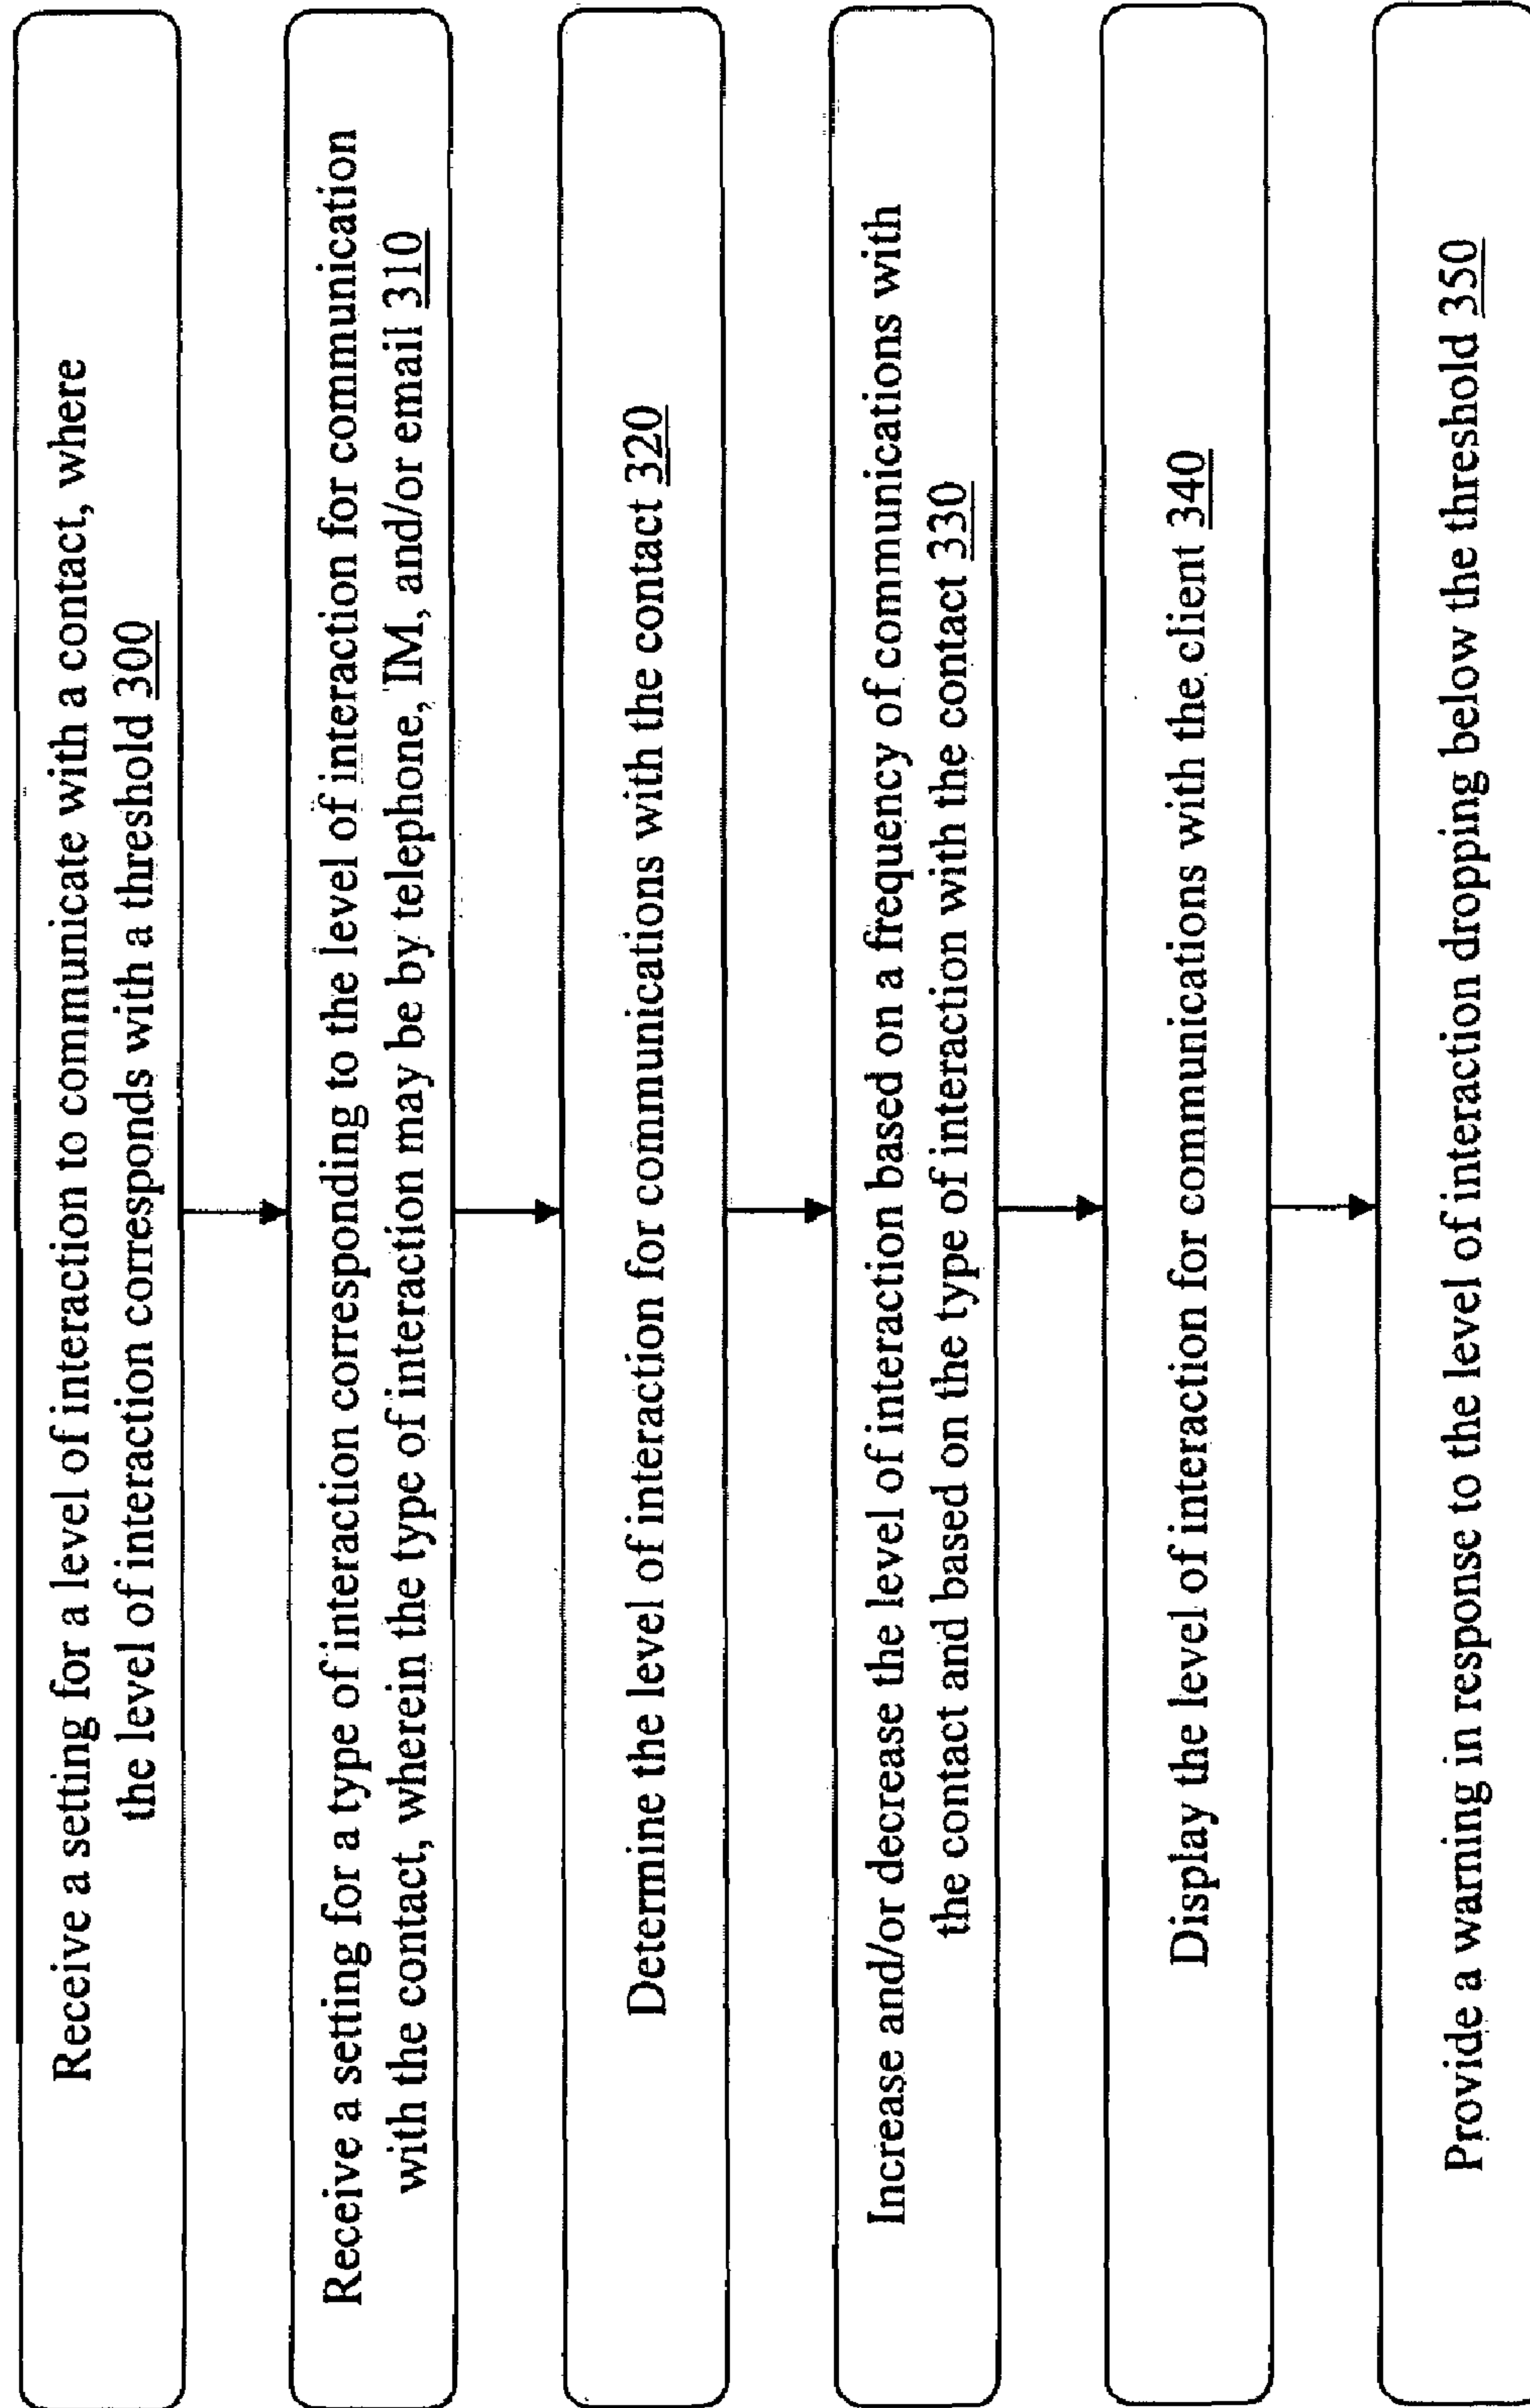 Receive a setting for a level of interaction to communicate with a contact, where
the level of interaction corresponds with a threshold 300
Receive a setting for a type of interaction corresponding to the level of interaction for communication
with the contact, wherein the type of interaction may be by telephone, IM, and/or email 310
Determine the level of interaction for communications with the contact 320
Increase and/or decrease the level of interaction based on a frequency of communications with
the contact and based on the type of interaction with the contact 330
Display the level of interaction for communications with the client 340
Provide a warning in response to the level of interaction dropping below the threshold 350